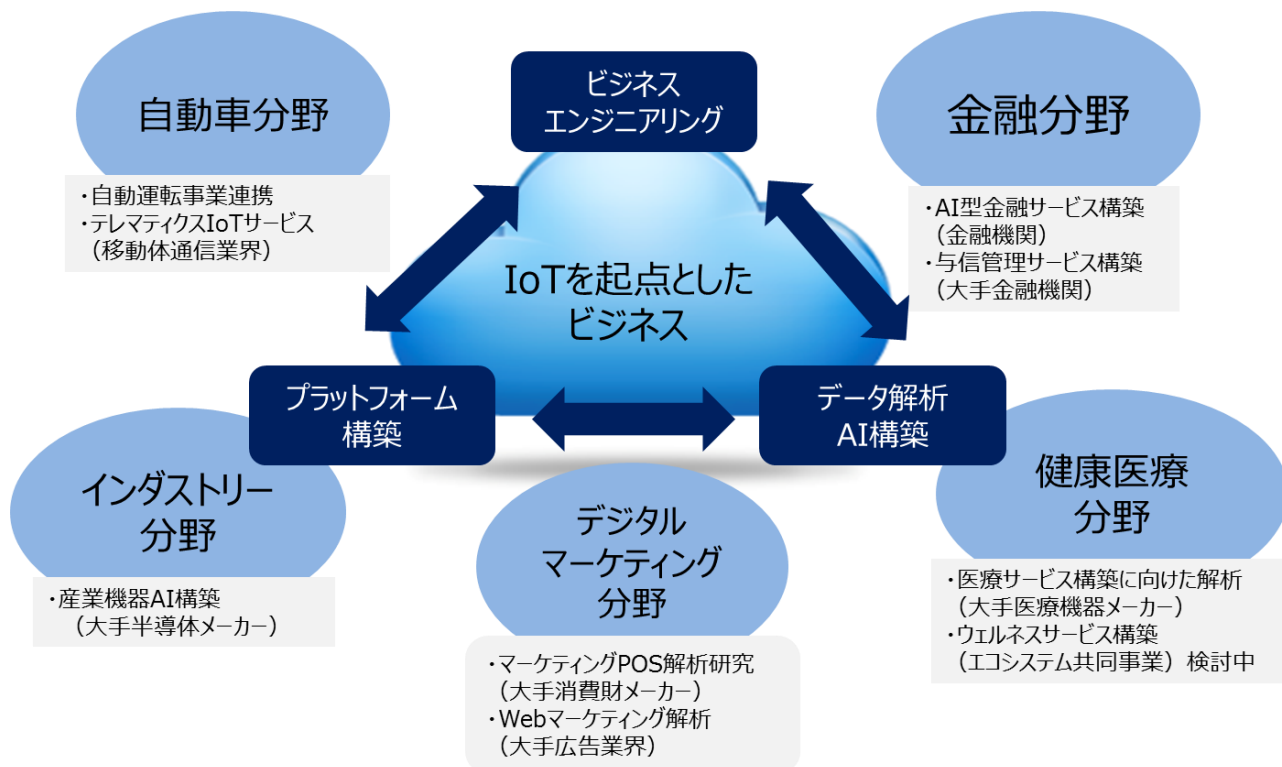 ビジネス
エンジニアリング
自動車分野
・自動運転事業連携
・テレマティクスIoTサービス
（移動体通信業界）
金融分野
・AI型金融サービス構築
（金融機関）
・与信管理サービス構築
（大手金融機関）
IoTを起点とした
ビジネス
プラットフォーム
構築
データ解析
AI構築
インダストリー
分野
・産業機器AI構築
（大手半導体メーカー）
デジタル
マーケティング
分野
・マーケティングPOS解析研究
（大手消費財メーカー）
・Webマーケティング解析
（大手広告業界）
健康医療
分野
・医療サービス構築に向けた解析
（大手医療機器メーカー）
・ウェルネスサービス構築
（エコシステム共同事業）検討中